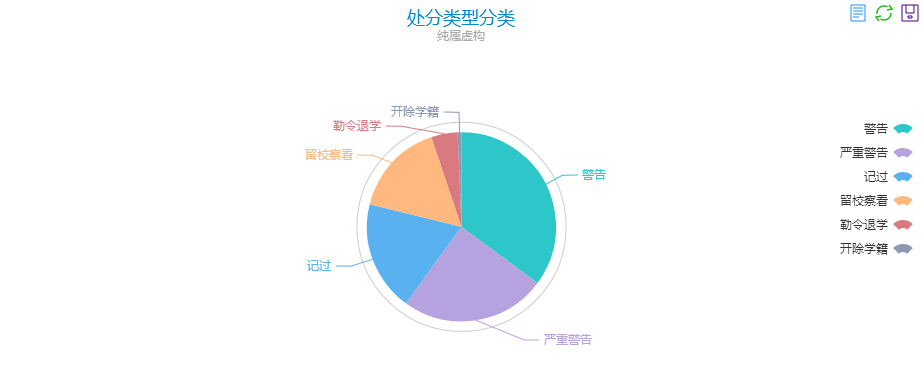 处分类型分类
纯属虚构
开除学籍
勒令退学
留校察看
警告
记过
严重警告
警告
严重警告
记过
留校察看
勒令退学
开除学籍